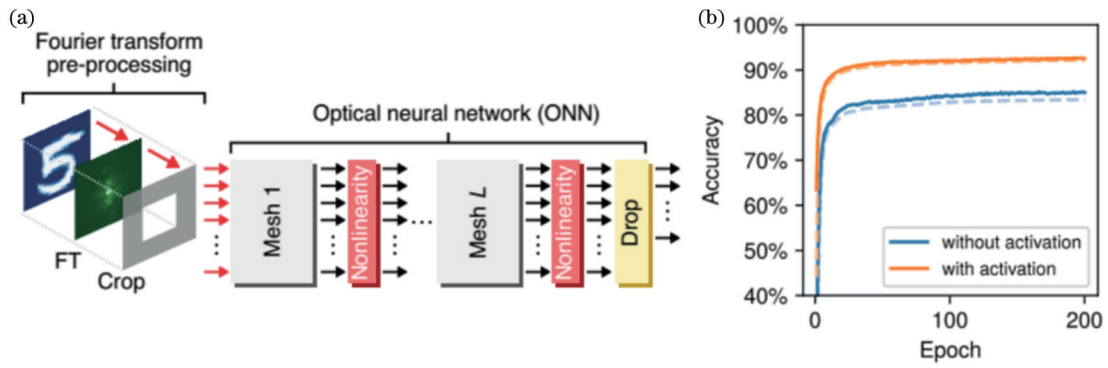 (a)
Fourier transform
pre-processing
5
FT
Crop
Optical neural network (ONN)
Mesh 1
Nonlinearity
Mesh L
Nonlinearity
Drop
(b)
100%
90%
80%
70%
60%
50%
40%
Accuracy
without activation
with activation
0
100
200
Epoch